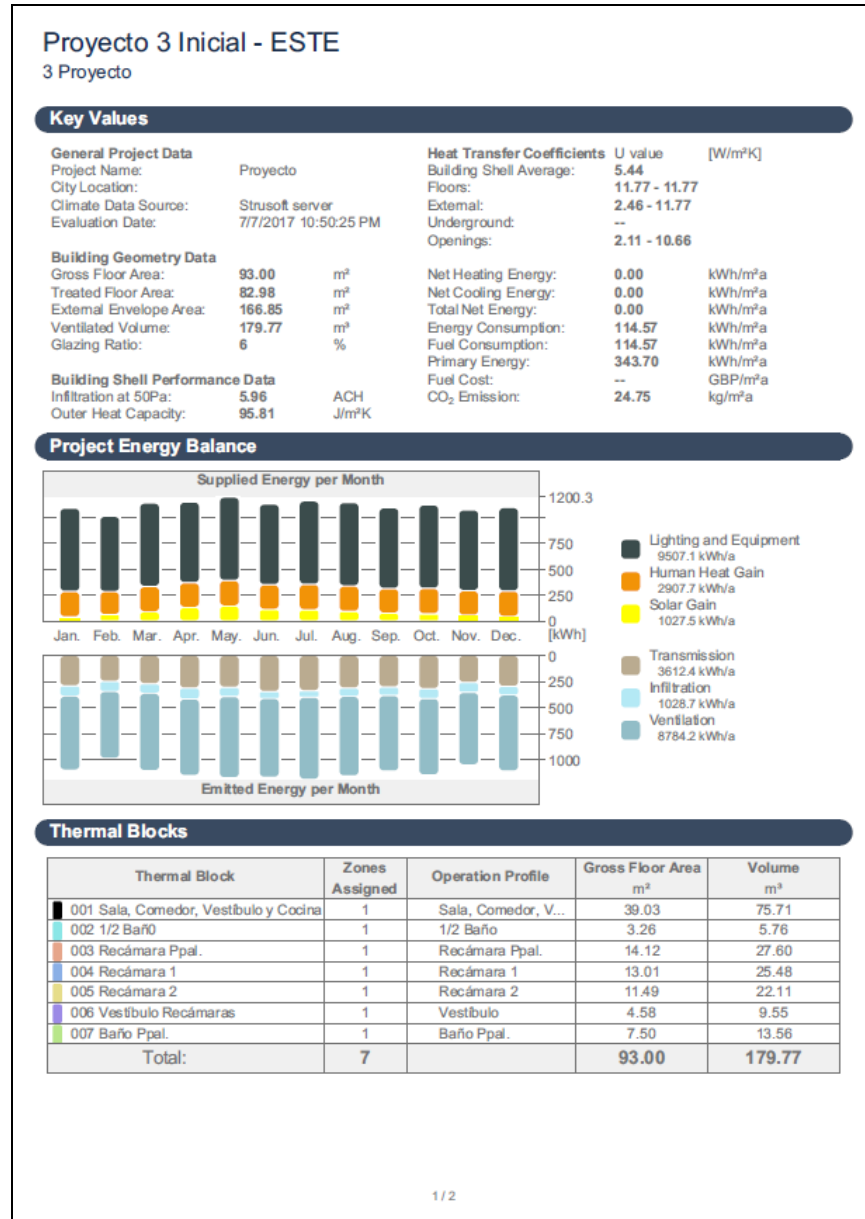 Proyecto 3 Inicial - ESTE
3 Proyecto
Key Values
General Project Data
Project Name: Proyecto
City Location:
Climate Data Source: Strusoft server
Evaluation Date: 7/7/2017 10:50:25 PM
Building Geometry Data
Gross Floor Area: 93.00 m²
Treated Floor Area: 82.98 m²
External Envelope Area: 166.85 m²
Ventilated Volume: 179.77 m³
Glazing Ratio: 6 %
Building Shell Performance Data
Infiltration at 50Pa: 5.96 ACH
Outer Heat Capacity: 95.81 J/m²K
Heat Transfer Coefficients U value [W/m²K]
Building Shell Average: 5.44
Floors: 11.77 - 11.77
External: 2.46 - 11.77
Underground: --
Openings: 2.11 - 10.66
Net Heating Energy: 0.00 kWh/m²a
Net Cooling Energy: 0.00 kWh/m²a
Total Net Energy: 0.00 kWh/m²a
Energy Consumption: 114.57 kWh/m²a
Fuel Consumption: 114.57 kWh/m²a
Primary Energy: 343.70 kWh/m²a
Fuel Cost: -- GBP/m²a
CO₂ Emission: 24.75 kg/m²a
Project Energy Balance
Supplied Energy per Month
1200.3
750
500
250
0
Jan. Feb. Mar. Apr. May. Jun. Jul. Aug. Sep. Oct. Nov. Dec. [kWh]
0
250
500
750
1000
Emitted Energy per Month
Lighting and Equipment
9507.1 kWh/a
Human Heat Gain
2907.7 kWh/a
Solar Gain
1027.5 kWh/a
Transmission
3612.4 kWh/a
Infiltration
1028.7 kWh/a
Ventilation
8784.2 kWh/a
Thermal Blocks
Thermal Block Zones Assigned Operation Profile Gross Floor Area m² Volume m³
001 Sala, Comedor, Vestíbulo y Cocina 1 Sala, Comedor, V... 39.03 75.71
002 1/2 Bañ0 1 1/2 Baño 3.26 5.76
003 Recámara Ppal. 1 Recámara Ppal. 14.12 27.60
004 Recámara 1 1 Recámara 1 13.01 25.48
005 Recámara 2 1 Recámara 2 11.49 22.11
006 Vestíbulo Recámaras 1 Vestíbulo 4.58 9.55
007 Baño Ppal. 1 Baño Ppal. 7.50 13.56
Total: 7 93.00 179.77
1 / 2